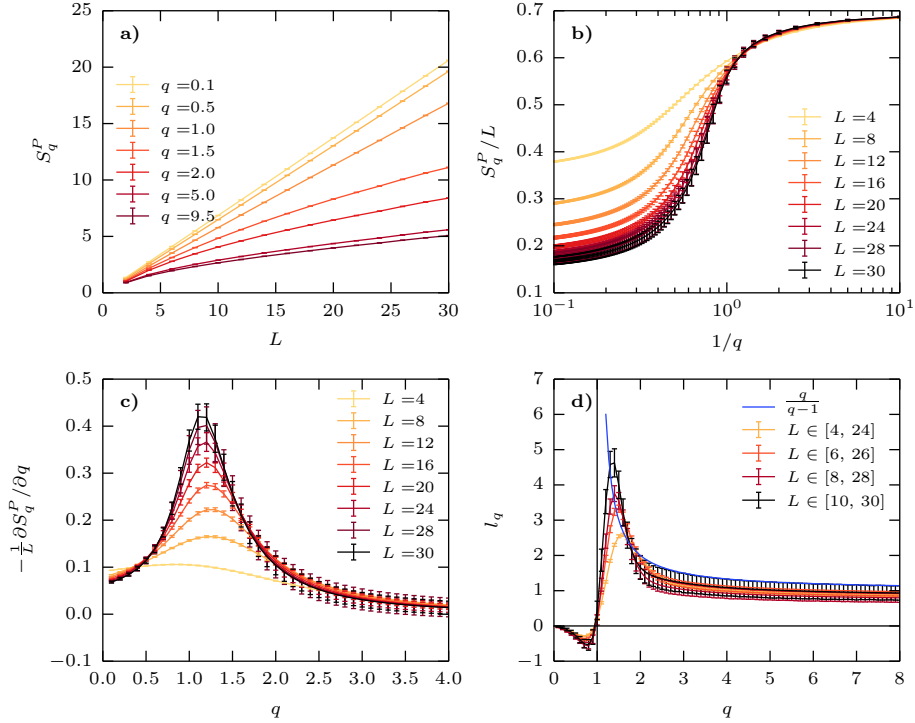 a)
25
20
15
10
5
0
0
5
10
15
20
25
30
S_q^P
L
q =0.1
q =0.5
q =1.0
q =1.5
q =2.0
q =5.0
q =9.5
b)
0.7
0.6
0.5
0.4
0.3
0.2
0.1
10^{-1}
10^0
10^1
S_q^P/L
1/q
L =4
L =8
L =12
L =16
L =20
L =24
L =28
L =30
c)
0.5
0.4
0.3
0.2
0.1
0.0
−0.1
0.0
0.5
1.0
1.5
2.0
2.5
3.0
3.5
4.0
−\frac{1}{L} ∂S_q^P/∂q
q
L =4
L =8
L =12
L =16
L =20
L =24
L =28
L =30
d)
7
6
5
4
3
2
1
0
−1
0
1
2
3
4
5
6
7
8
l_q
q
\frac{q}{q−1}
L ∈ [4, 24]
L ∈ [6, 26]
L ∈ [8, 28]
L ∈ [10, 30]